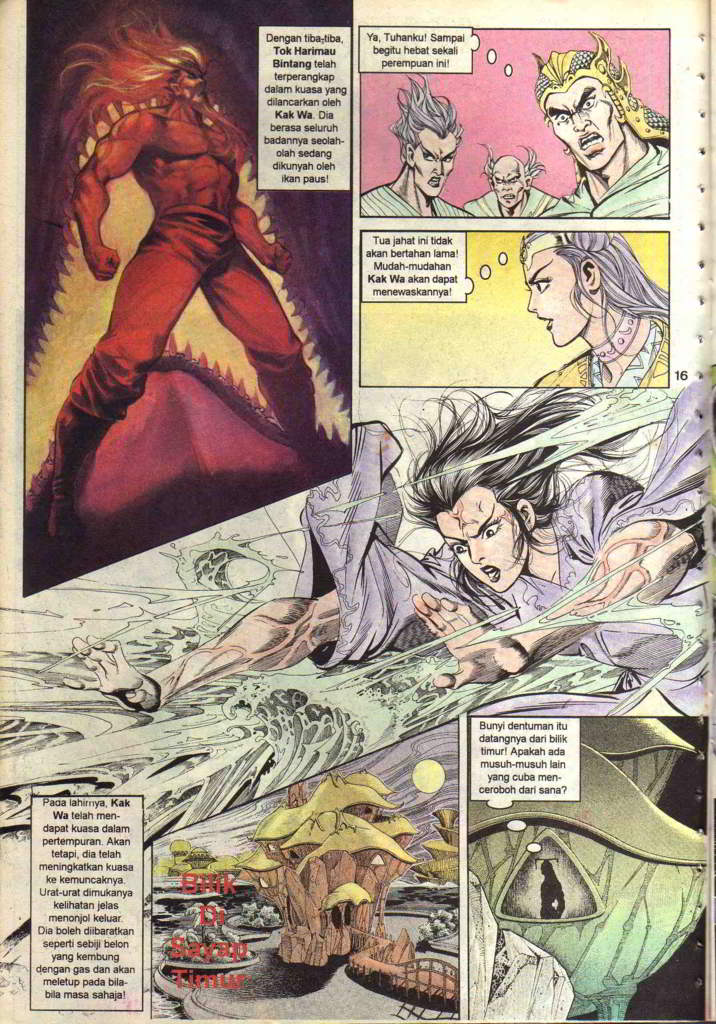 Dengan tiba-tiba,
Tok Harimau
Bintang telah
terperangkap
dalam kuasa yang
dilancarkan oleh
Kak Wa. Dia
berasa seluruh
badannya seolah-
olah sedang
dikunyah oleh
ikan paus!
Ya, Tuhanku! Sampai
begitu hebat sekali
perempuan ini!
Tua jahat ini tidak
akan bertahan lama!
Mudah-mudahan
Kak Wa akan dapat
menewaskannya!
16
Pada lahirnya, Kak
Wa telah men-
dapat kuasa dalam
pertempuran. Akan
tetapi, dia telah
meningkatkan kuasa
ke kemuncaknya.
Urat-urat dimukanya
kelihatan jelas
menonjol keluar.
Dia boleh diibaratkan
seperti sebiji belon
yang kembung
dengan gas dan akan
meletup pada bila-
bila masa sahaja!
Bilik
Di
Sayap
Timur
Bunyi dentuman itu
datangnya dari bilik
timur! Apakah ada
musuh-musuh lain
yang cuba men-
ceroboh dari sana?